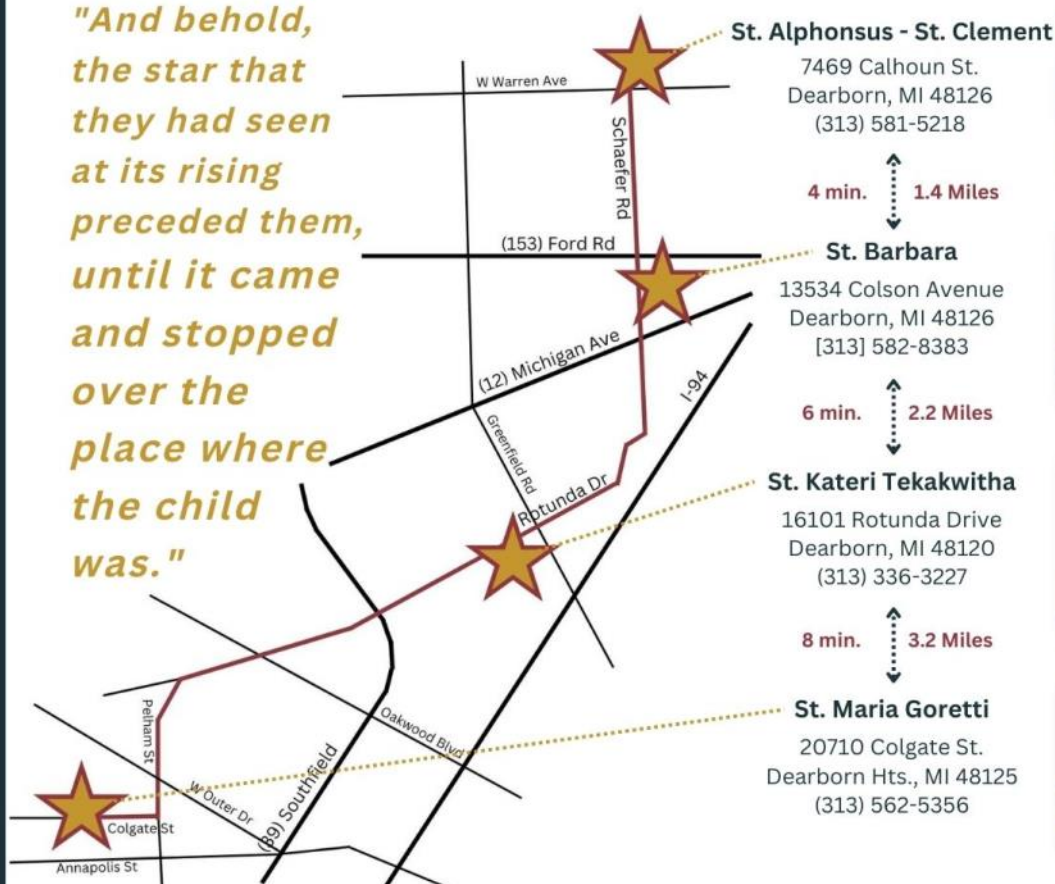 "And behold,
the star that
they had seen
at its rising
preceded them,
until it came
and stopped
over the
place where
the child
was."
W Warren Ave
Schaefer Rd
(153) Ford Rd
(12) Michigan Ave
I-94
Greenfield Rd
Rotunda Dr
Pelham St
Oakwood Blvd
W Outer Dr
(39) Southfield
Colgate St
Annapolis St
St. Alphonsus - St. Clement
7469 Calhoun St.
Dearborn, MI 48126
(313) 581-5218
4 min. 1.4 Miles
St. Barbara
13534 Colson Avenue
Dearborn, MI 48126
[313] 582-8383
6 min. 2.2 Miles
St. Kateri Tekakwitha
16101 Rotunda Drive
Dearborn, MI 48120
(313) 336-3227
8 min. 3.2 Miles
St. Maria Goretti
20710 Colgate St.
Dearborn Hts., MI 48125
(313) 562-5356